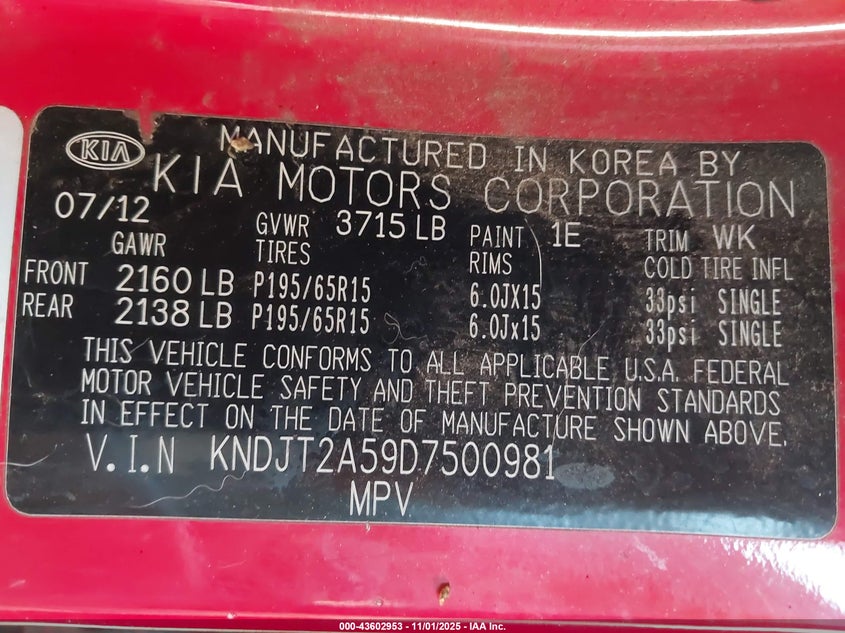 KIA
MANUFACTURED IN KOREA BY
KIA MOTORS CORPORATION
07/12 GVWR 3715 LB PAINT 1E TRIM WK
GAWR TIRES RIMS COLD TIRE INFL
FRONT 2160 LB P195/65R15 6.0JX15 33psi SINGLE
REAR 2138 LB P195/65R15 6.0Jx15 33psi SINGLE
THIS VEHICLE CONFORMS TO ALL APPLICABLE U.S.A. FEDERAL
MOTOR VEHICLE SAFETY AND THEFT PREVENTION STANDARDS
IN EFFECT ON THE DATE OF MANUFACTURE SHOWN ABOVE.
V.I.N KNDJT2A59D7500981
MPV
000-43602953 - 11/01/2025 - IAA Inc.